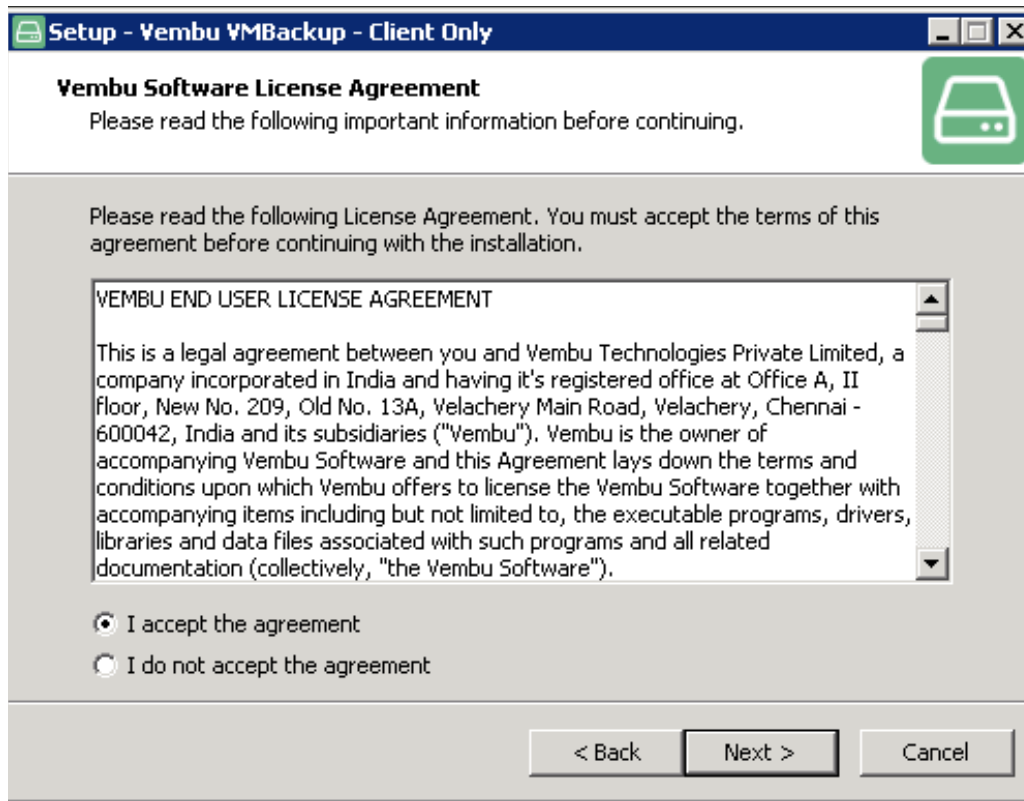 Setup - Vembu VMBackup - Client Only
Vembu Software License Agreement
Please read the following important information before continuing.
Please read the following License Agreement. You must accept the terms of this
agreement before continuing with the installation.
VEMBU END USER LICENSE AGREEMENT
This is a legal agreement between you and Vembu Technologies Private Limited, a
company incorporated in India and having it's registered office at Office A, II
floor, New No. 209, Old No. 13A, Velachery Main Road, Velachery, Chennai -
600042, India and its subsidiaries ("Vembu"). Vembu is the owner of
accompanying Vembu Software and this Agreement lays down the terms and
conditions upon which Vembu offers to license the Vembu Software together with
accompanying items including but not limited to, the executable programs, drivers,
libraries and data files associated with such programs and all related
documentation (collectively, "the Vembu Software").
I accept the agreement
I do not accept the agreement
< Back Next > Cancel